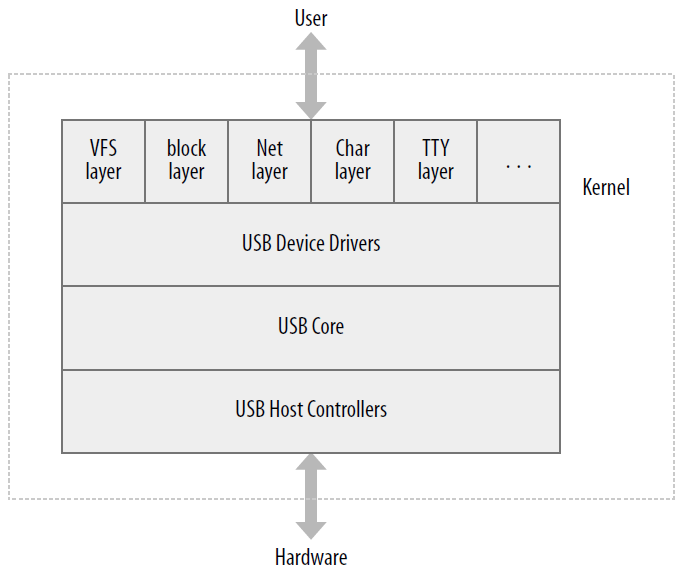 User
VFS
layer
block
layer
Net
layer
Char
layer
TTY
layer
. . .
Kernel
USB Device Drivers
USB Core
USB Host Controllers
Hardware